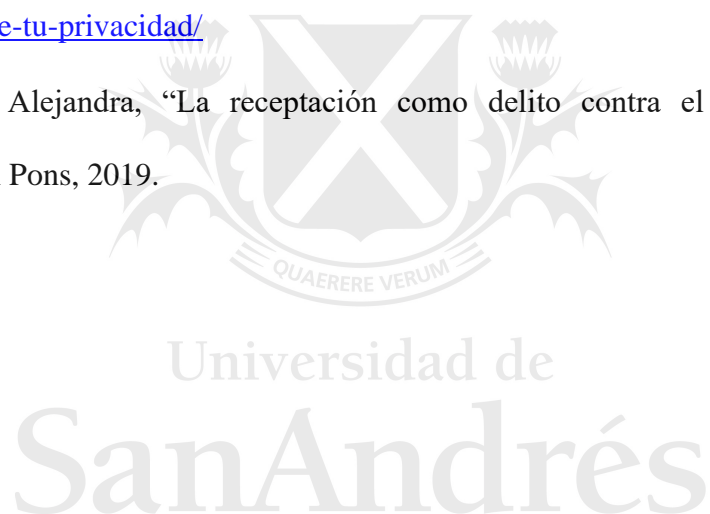 e-tu-privacidad/
Alejandra, “La receptación como delito contra el
Pons, 2019.
QUAERERE VERUM
Universidad de
SanAndrés